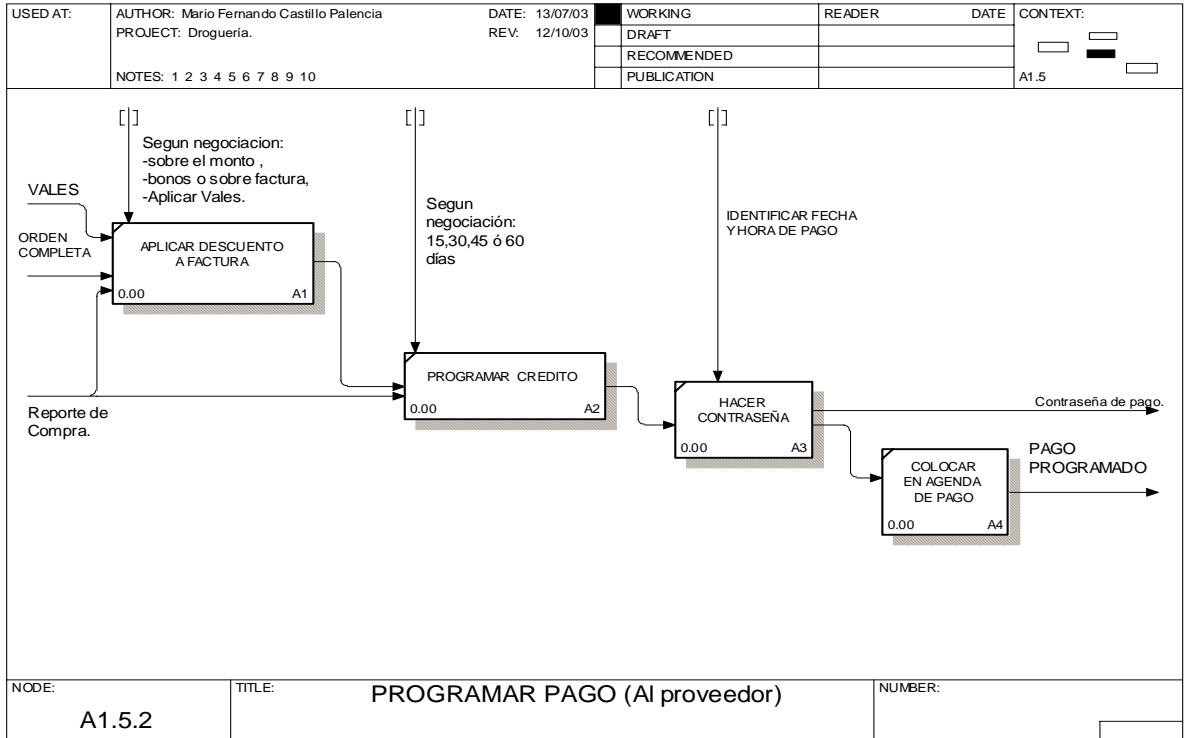 USED AT:
AUTHOR: Mario Fernando Castillo Palencia
DATE: 13/07/03
PROJECT: Droguería.
REV: 12/10/03
NOTES: 1 2 3 4 5 6 7 8 9 10
WORKING
DRAFT
RECOMMENDED
PUBLICATION
READER DATE
CONTEXT:
A1.5
[ ]
[ ]
[ ]
Segun negociacion:
-sobre el monto ,
-bonos o sobre factura,
-Aplicar Vales.
VALES
ORDEN
COMPLETA
APLICAR DESCUENTO
A FACTURA
0.00 A1
Segun
negociación:
15,30,45 ó 60
días
IDENTIFICAR FECHA
Y HORA DE PAGO
PROGRAMAR CREDITO
0.00 A2
Reporte de
Compra.
HACER
CONTRASEÑA
0.00 A3
Contraseña de pago.
COLOCAR
EN AGENDA
DE PAGO
0.00 A4
PAGO
PROGRAMADO
NODE:
A1.5.2
TITLE:
PROGRAMAR PAGO (Al proveedor)
NUMBER: